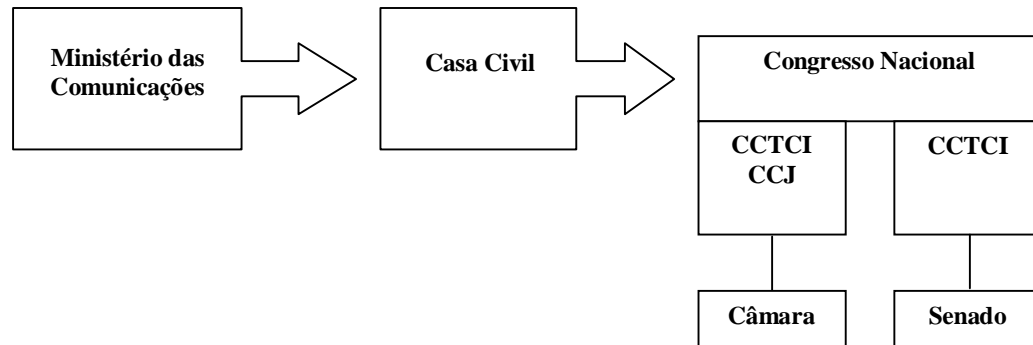 Ministério das
Comunicações
Casa Civil
Congresso Nacional
CCTCI
CCJ
CCTCI
Câmara
Senado